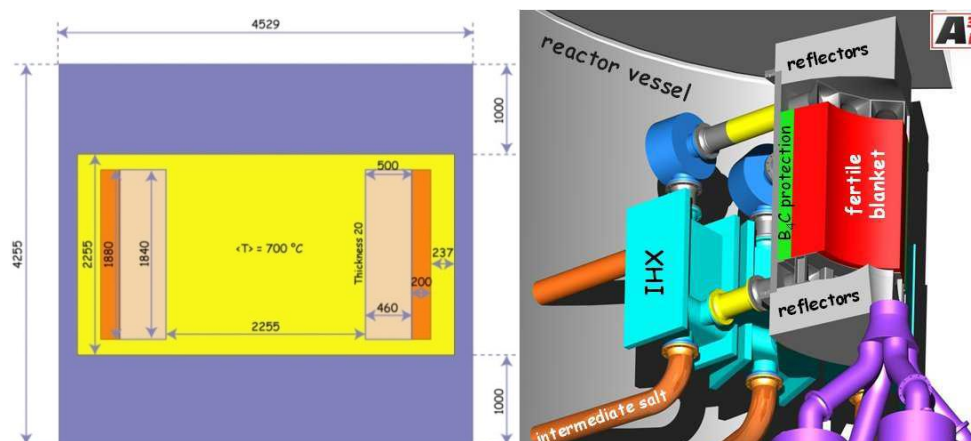 4529
1000
500
4255
2255
1880
1840
<T> = 700 °C
Thickness 20
237
200
460
2255
1000
reactor vessel
reflectors
B4C protection
fertile
blanket
IHX
reflectors
intermediate salt
A